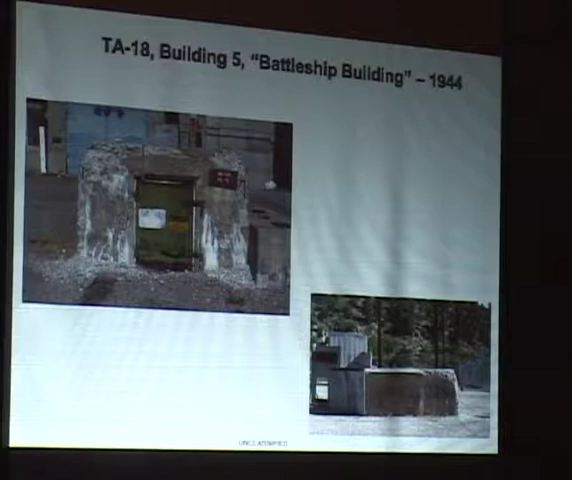 TA-18, Building 5, “Battleship Building” – 1944
UNCLASSIFIED